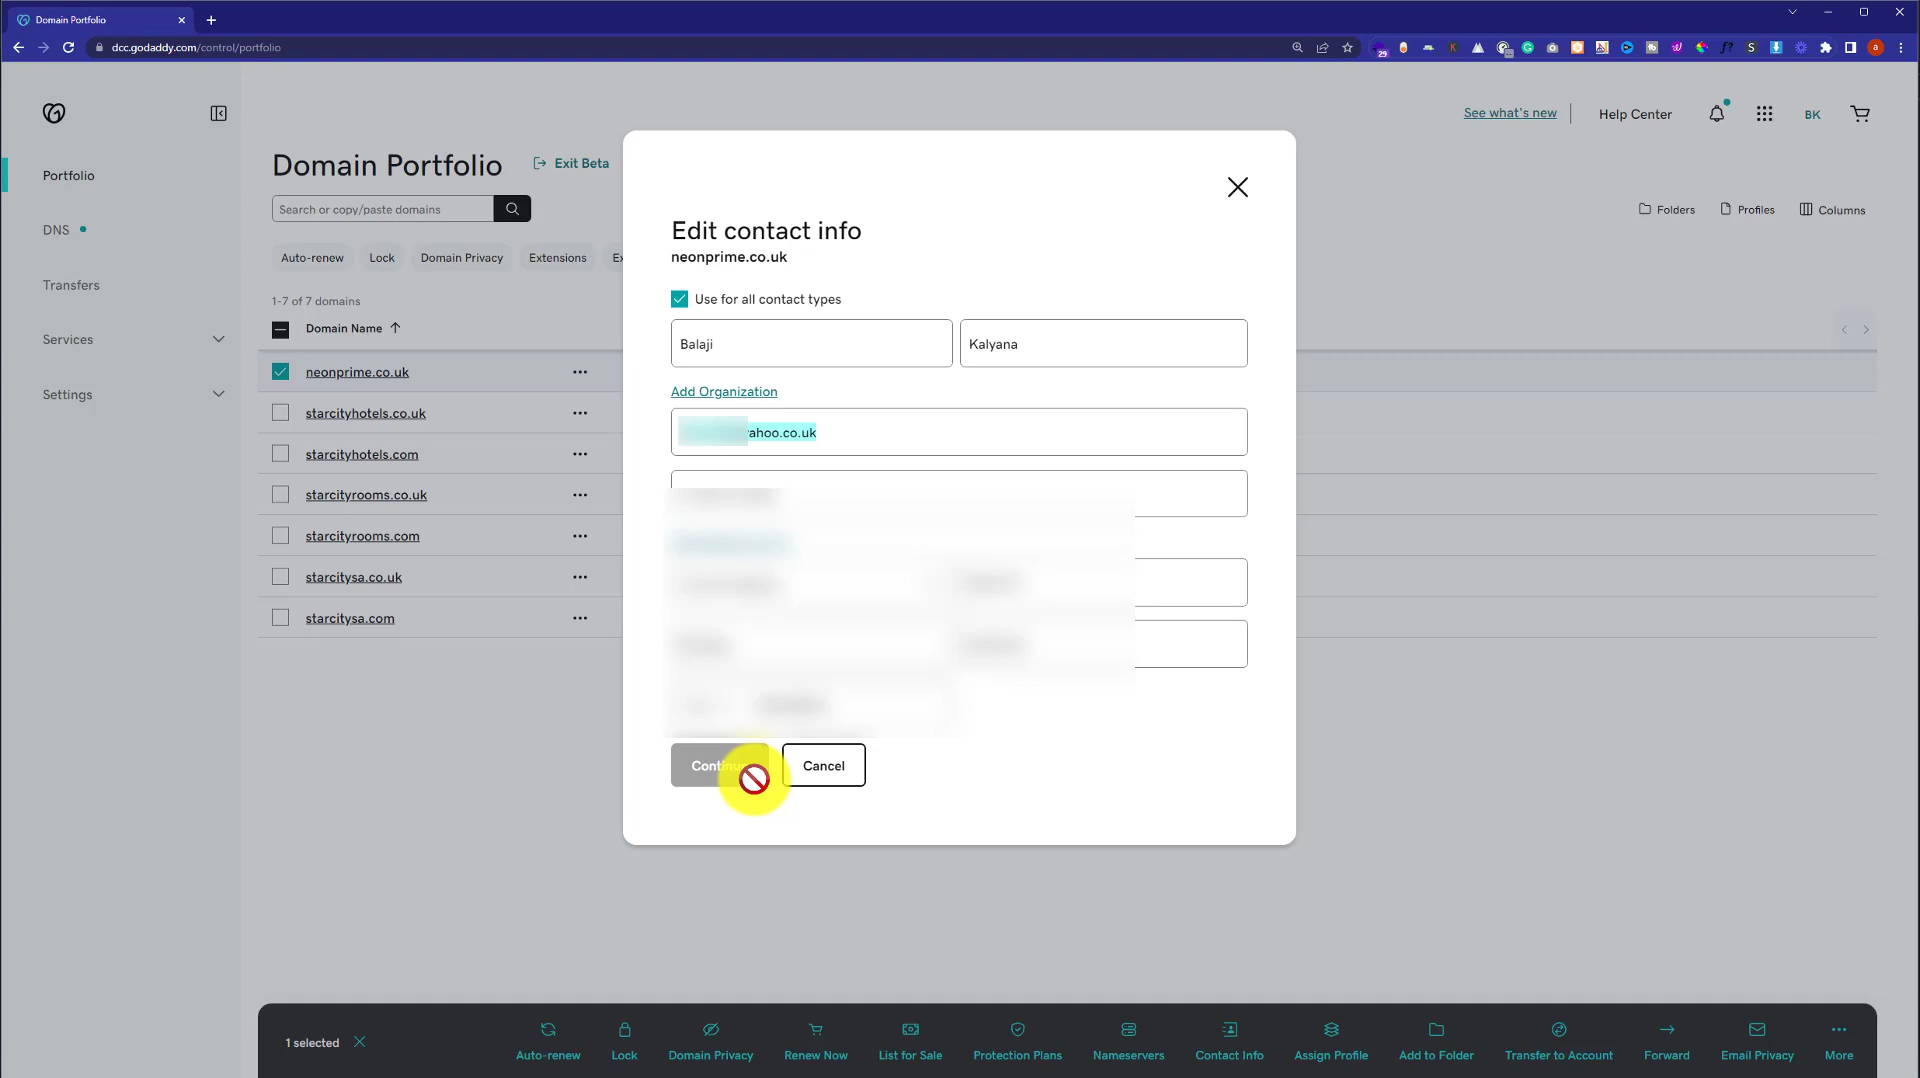 Domain Portfolio
dcc.godaddy.com/control/portfolio
29
See what's new
Help Center
BK
Portfolio
DNS
Transfers
Services
Settings
Domain Portfolio
Exit Beta
Search or copy/paste domains
Folders
Profiles
Columns
Auto-renew
Lock
Domain Privacy
Extensions
1-7 of 7 domains
Domain Name
neonprime.co.uk
starcityhotels.co.uk
starcityhotels.com
starcityrooms.co.uk
starcityrooms.com
starcitysa.co.uk
starcitysa.com
Edit contact info
neonprime.co.uk
Use for all contact types
Balaji
Kalyana
Add Organization
ahoo.co.uk
Continue
Cancel
1 selected
Auto-renew
Lock
Domain Privacy
Renew Now
List for Sale
Protection Plans
Nameservers
Contact Info
Assign Profile
Add to Folder
Transfer to Account
Forward
Email Privacy
More